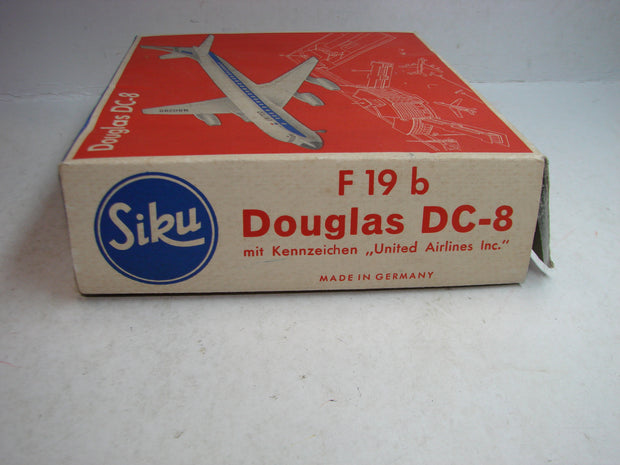 Douglas DC-8
Siku
F 19 b
Douglas DC-8
mit Kennzeichen „United Airlines Inc.“
MADE IN GERMANY